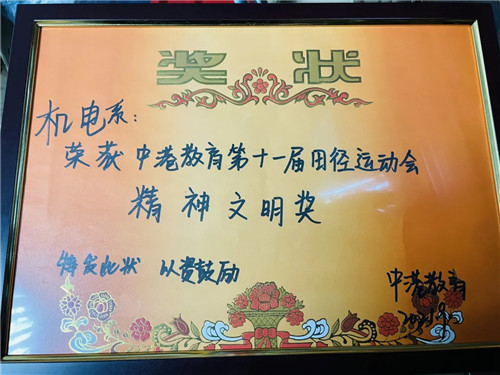 奖状
机电系：
荣获中港教育第十一届田径运动会
精神文明奖
特发此状 以资鼓励
中港教育